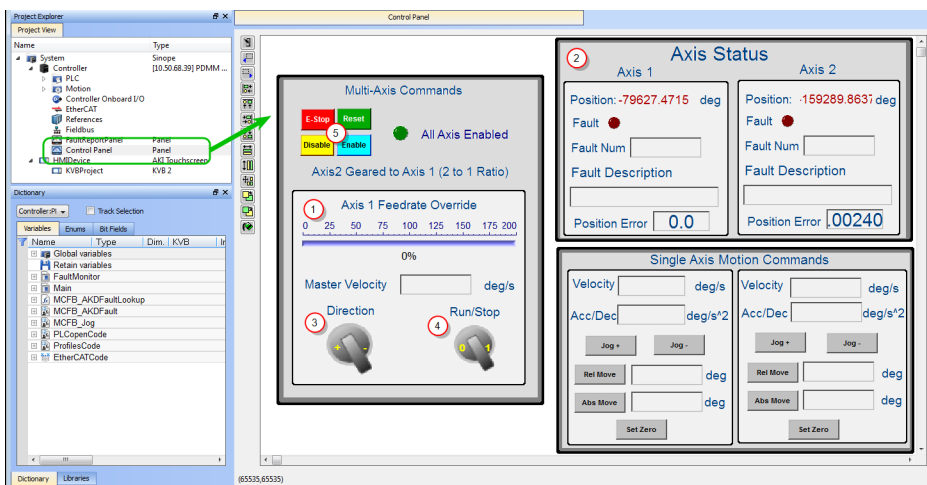 Project Explorer
Control Panel
Project View
Name Type
System Sinope
Controller [10.50.68.39] PDMM ...
PLC
Motion
Controller Onboard I/O
EtherCAT
References
Fieldbus
FaultReportPanel Panel
Control Panel Panel
HMIDevice AKI Touchscreen
KVBProject KVB 2
Dictionary
Controller:Pl Track Selection
Variables Enums Bit Fields
Name Type Dim. KVB
Global variables
Retain variables
FaultMonitor
Main
MCFB_AKDFaultLookup
MCFB_AKDFault
MCFB_Jog
PLCopenCode
ProfilesCode
EtherCATCode
Dictionary Libraries
Multi-Axis Commands
E-Stop Reset
5
Disable Enable
All Axis Enabled
Axis2 Geared to Axis 1 (2 to 1 Ratio)
1 Axis 1 Feedrate Override
0 25 50 75 100 125 150 175 200
0%
Master Velocity deg/s
3 Direction
+ -
4 Run/Stop
0 1
2 Axis Status
Axis 1
Position: -79627.4715 deg
Fault
Fault Num
Fault Description
Position Error 0.0
Axis 2
Position: -159289.8637 deg
Fault
Fault Num
Fault Description
Position Error .00240
Single Axis Motion Commands
Velocity deg/s
Acc/Dec deg/s^2
Jog + Jog -
Rel Move deg
Abs Move deg
Set Zero
Velocity deg/s
Acc/Dec deg/s^2
Jog + Jog -
Rel Move deg
Abs Move deg
Set Zero
(65535,65535)